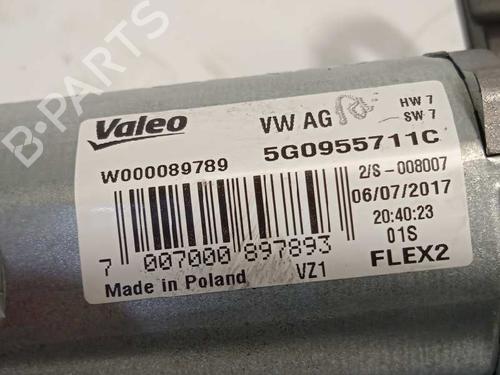 Valeo
VW AG
HW 7
SW 7
W000089789
5G0955711C
2/S - 008007
06/07/2017
20:40:23
01S
7 007000 897893
VZ1
FLEX2
Made in Poland